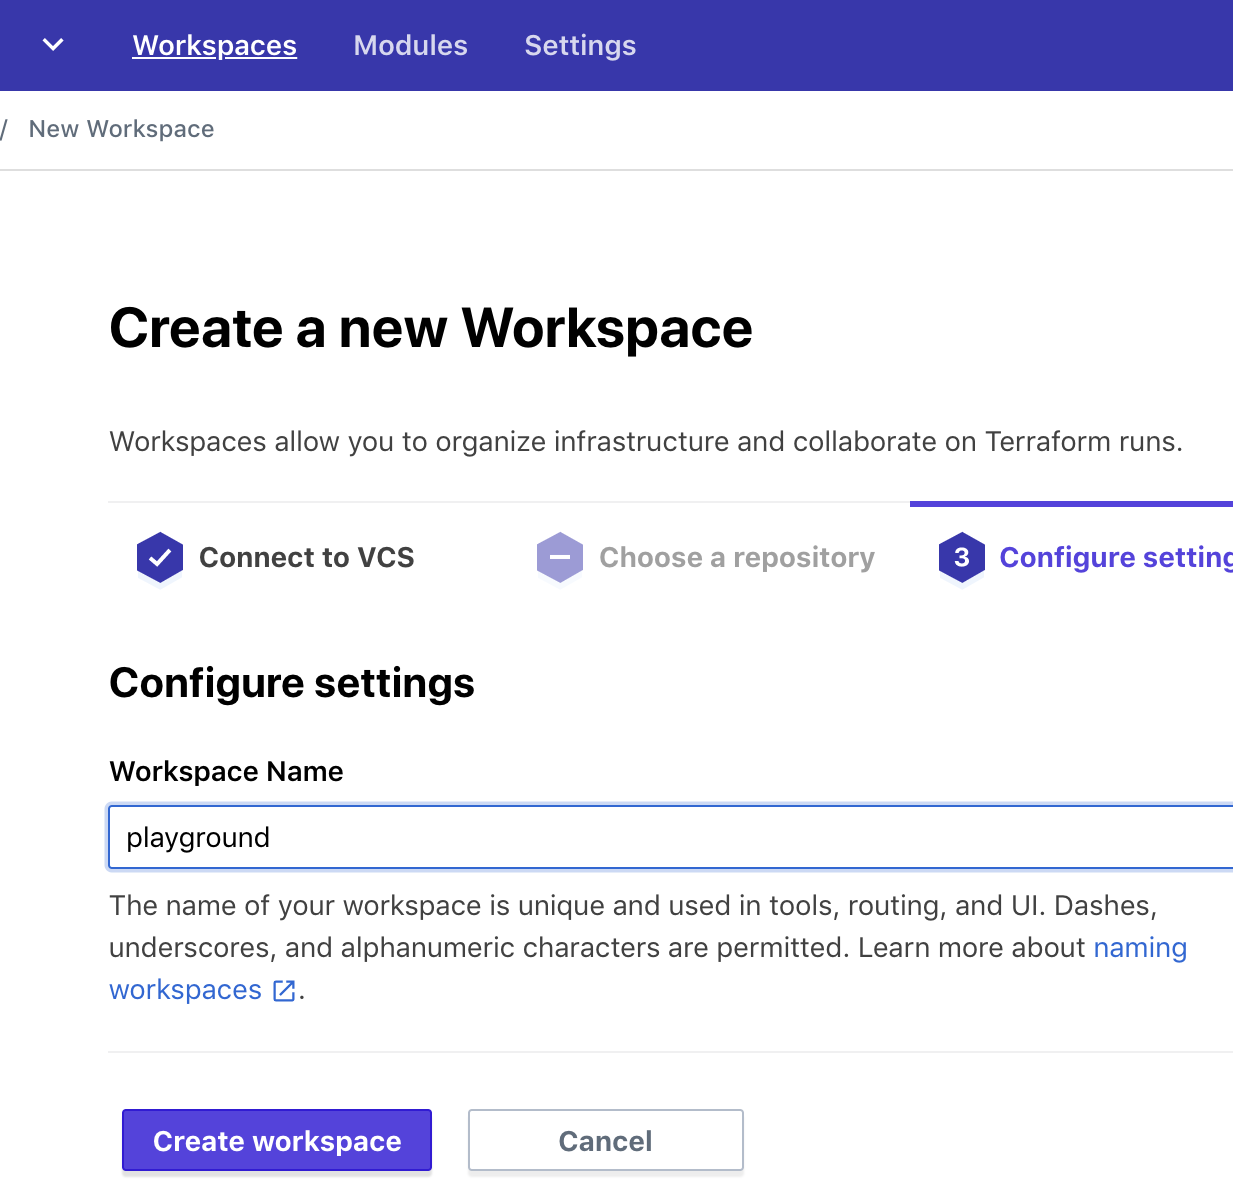 Workspaces Modules Settings
/ New Workspace
Create a new Workspace
Workspaces allow you to organize infrastructure and collaborate on Terraform runs.
Connect to VCS Choose a repository 3 Configure setting
Configure settings
Workspace Name
playground
The name of your workspace is unique and used in tools, routing, and UI. Dashes,
underscores, and alphanumeric characters are permitted. Learn more about naming
workspaces .
Create workspace Cancel